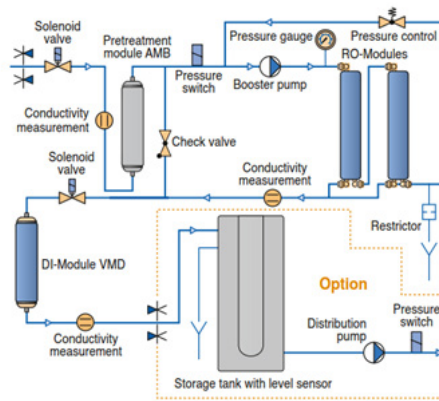 Solenoid
valve
Pretreatment
module AMB
Pressure gauge
Pressure control
RO-Modules
Pressure
switch
Booster pump
Conductivity
measurement
Check valve
Solenoid
valve
Conductivity
measurement
Restrictor
DI-Module VMD
Option
Conductivity
measurement
Distribution
pump
Pressure
switch
Storage tank with level sensor